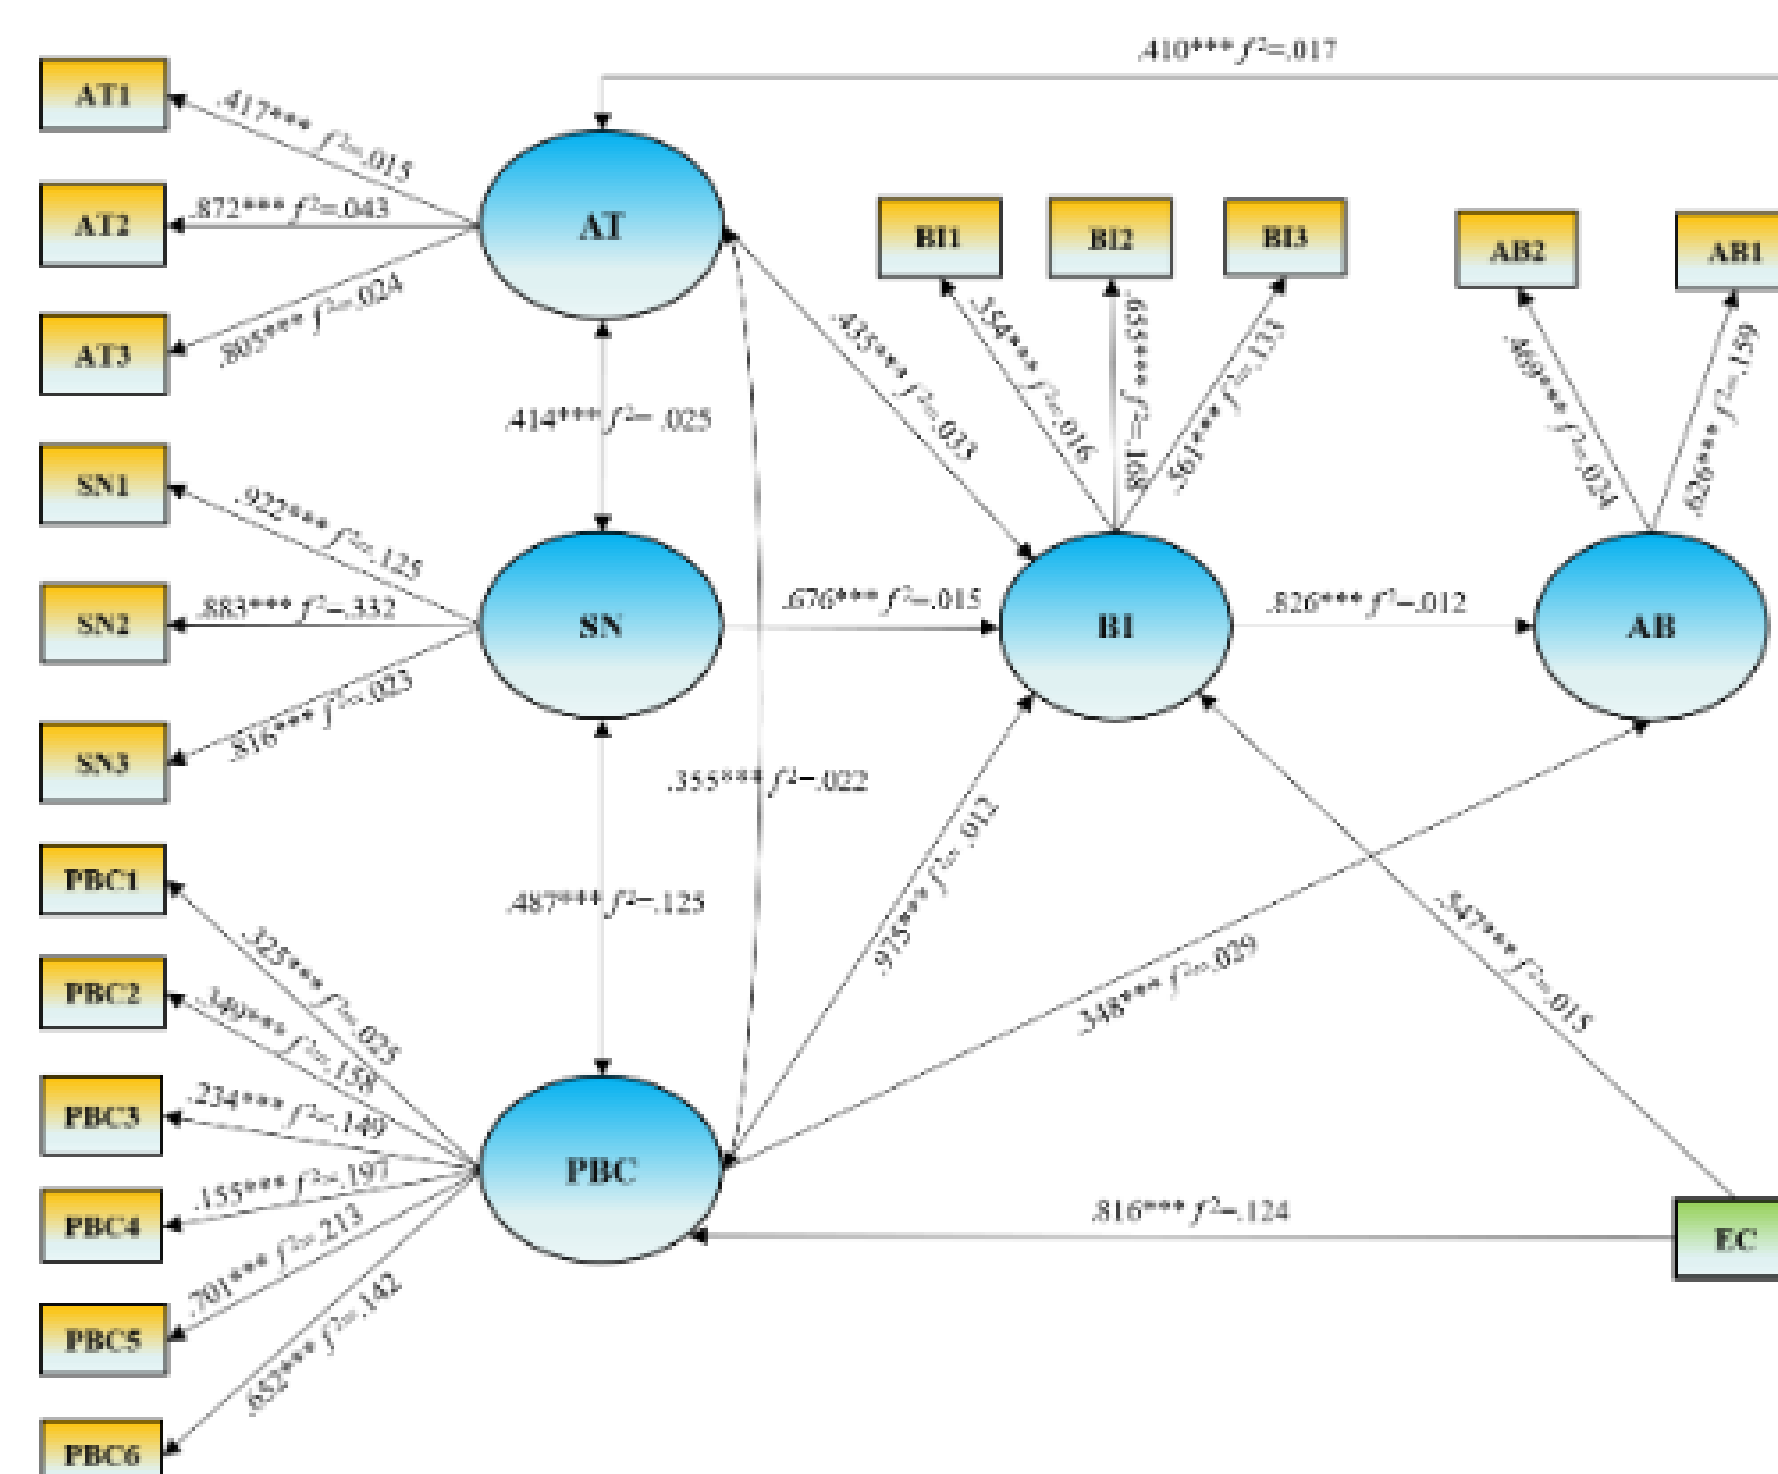 .410*** f²=.017
AT1
.417*** f²=.015
AT2
.872*** f²=.043
AT
AT3
.805*** f²=.024
BI1
BI2
BI3
AB2
AB1
.435*** f²=.033
.354*** f²=.016
.655*** f²=.168
.561*** f²=.133
.869*** f²=.024
.626*** f²=.159
.414*** f²=.025
SN1
.922*** f²=.125
SN2
.883*** f²=.332
SN
.676*** f²=.015
BI
.826*** f²=.012
AB
SN3
.816*** f²=.023
.355*** f²=.022
PBC1
.325*** f²=.025
.487*** f²=.125
.975*** f²=.012
.348*** f²=.029
.547*** f²=.015
PBC2
.349*** f²=.158
PBC3
.234*** f²=.149
PBC
PBC4
.155*** f²=.197
.816*** f²=.124
EC
PBC5
.701*** f²=.213
PBC6
.652*** f²=.142